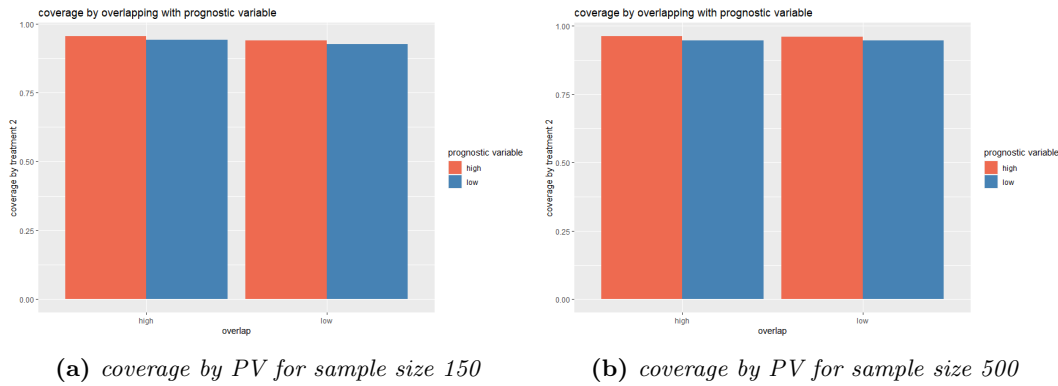 coverage by overlapping with prognostic variable
1.00
0.75
0.50
0.25
0.00
coverage by treatment 2
high
low
overlap
prognostic variable
high
low
(a) coverage by PV for sample size 150
coverage by overlapping with prognostic variable
1.00
0.75
0.50
0.25
0.00
coverage by treatment 2
high
low
overlap
prognostic variable
high
low
(b) coverage by PV for sample size 500